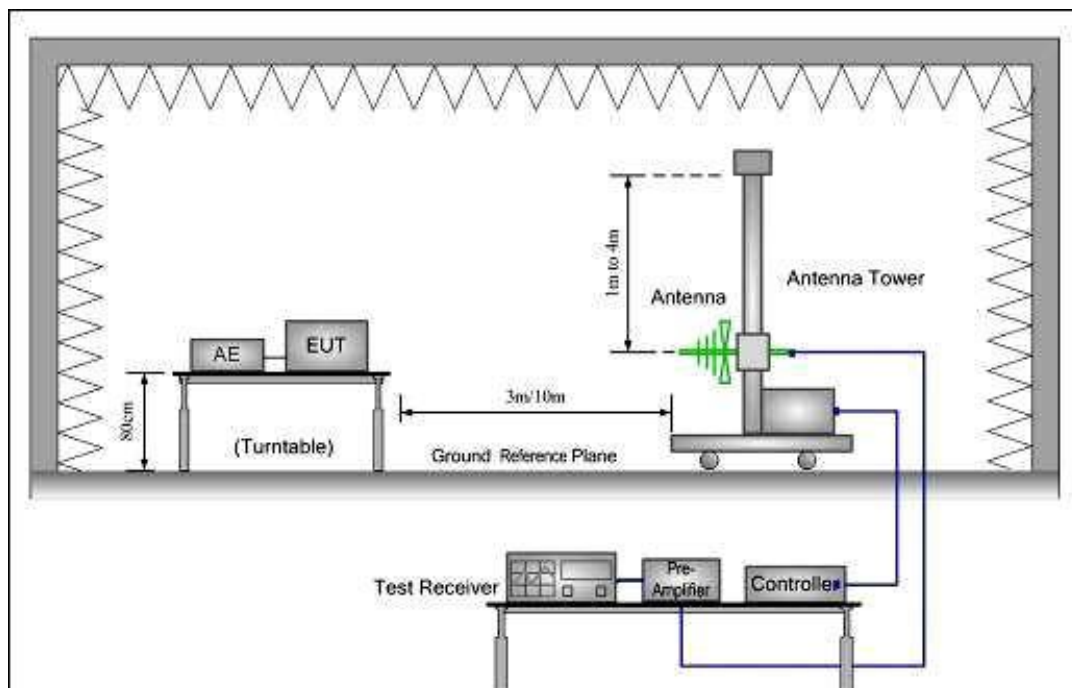 1m to 4m
Antenna Tower
Antenna
AE
EUT
80cm
3m/10m
(Turntable)
Ground Reference Plane
Test Receiver
Pre-
Amplifier
Controlle